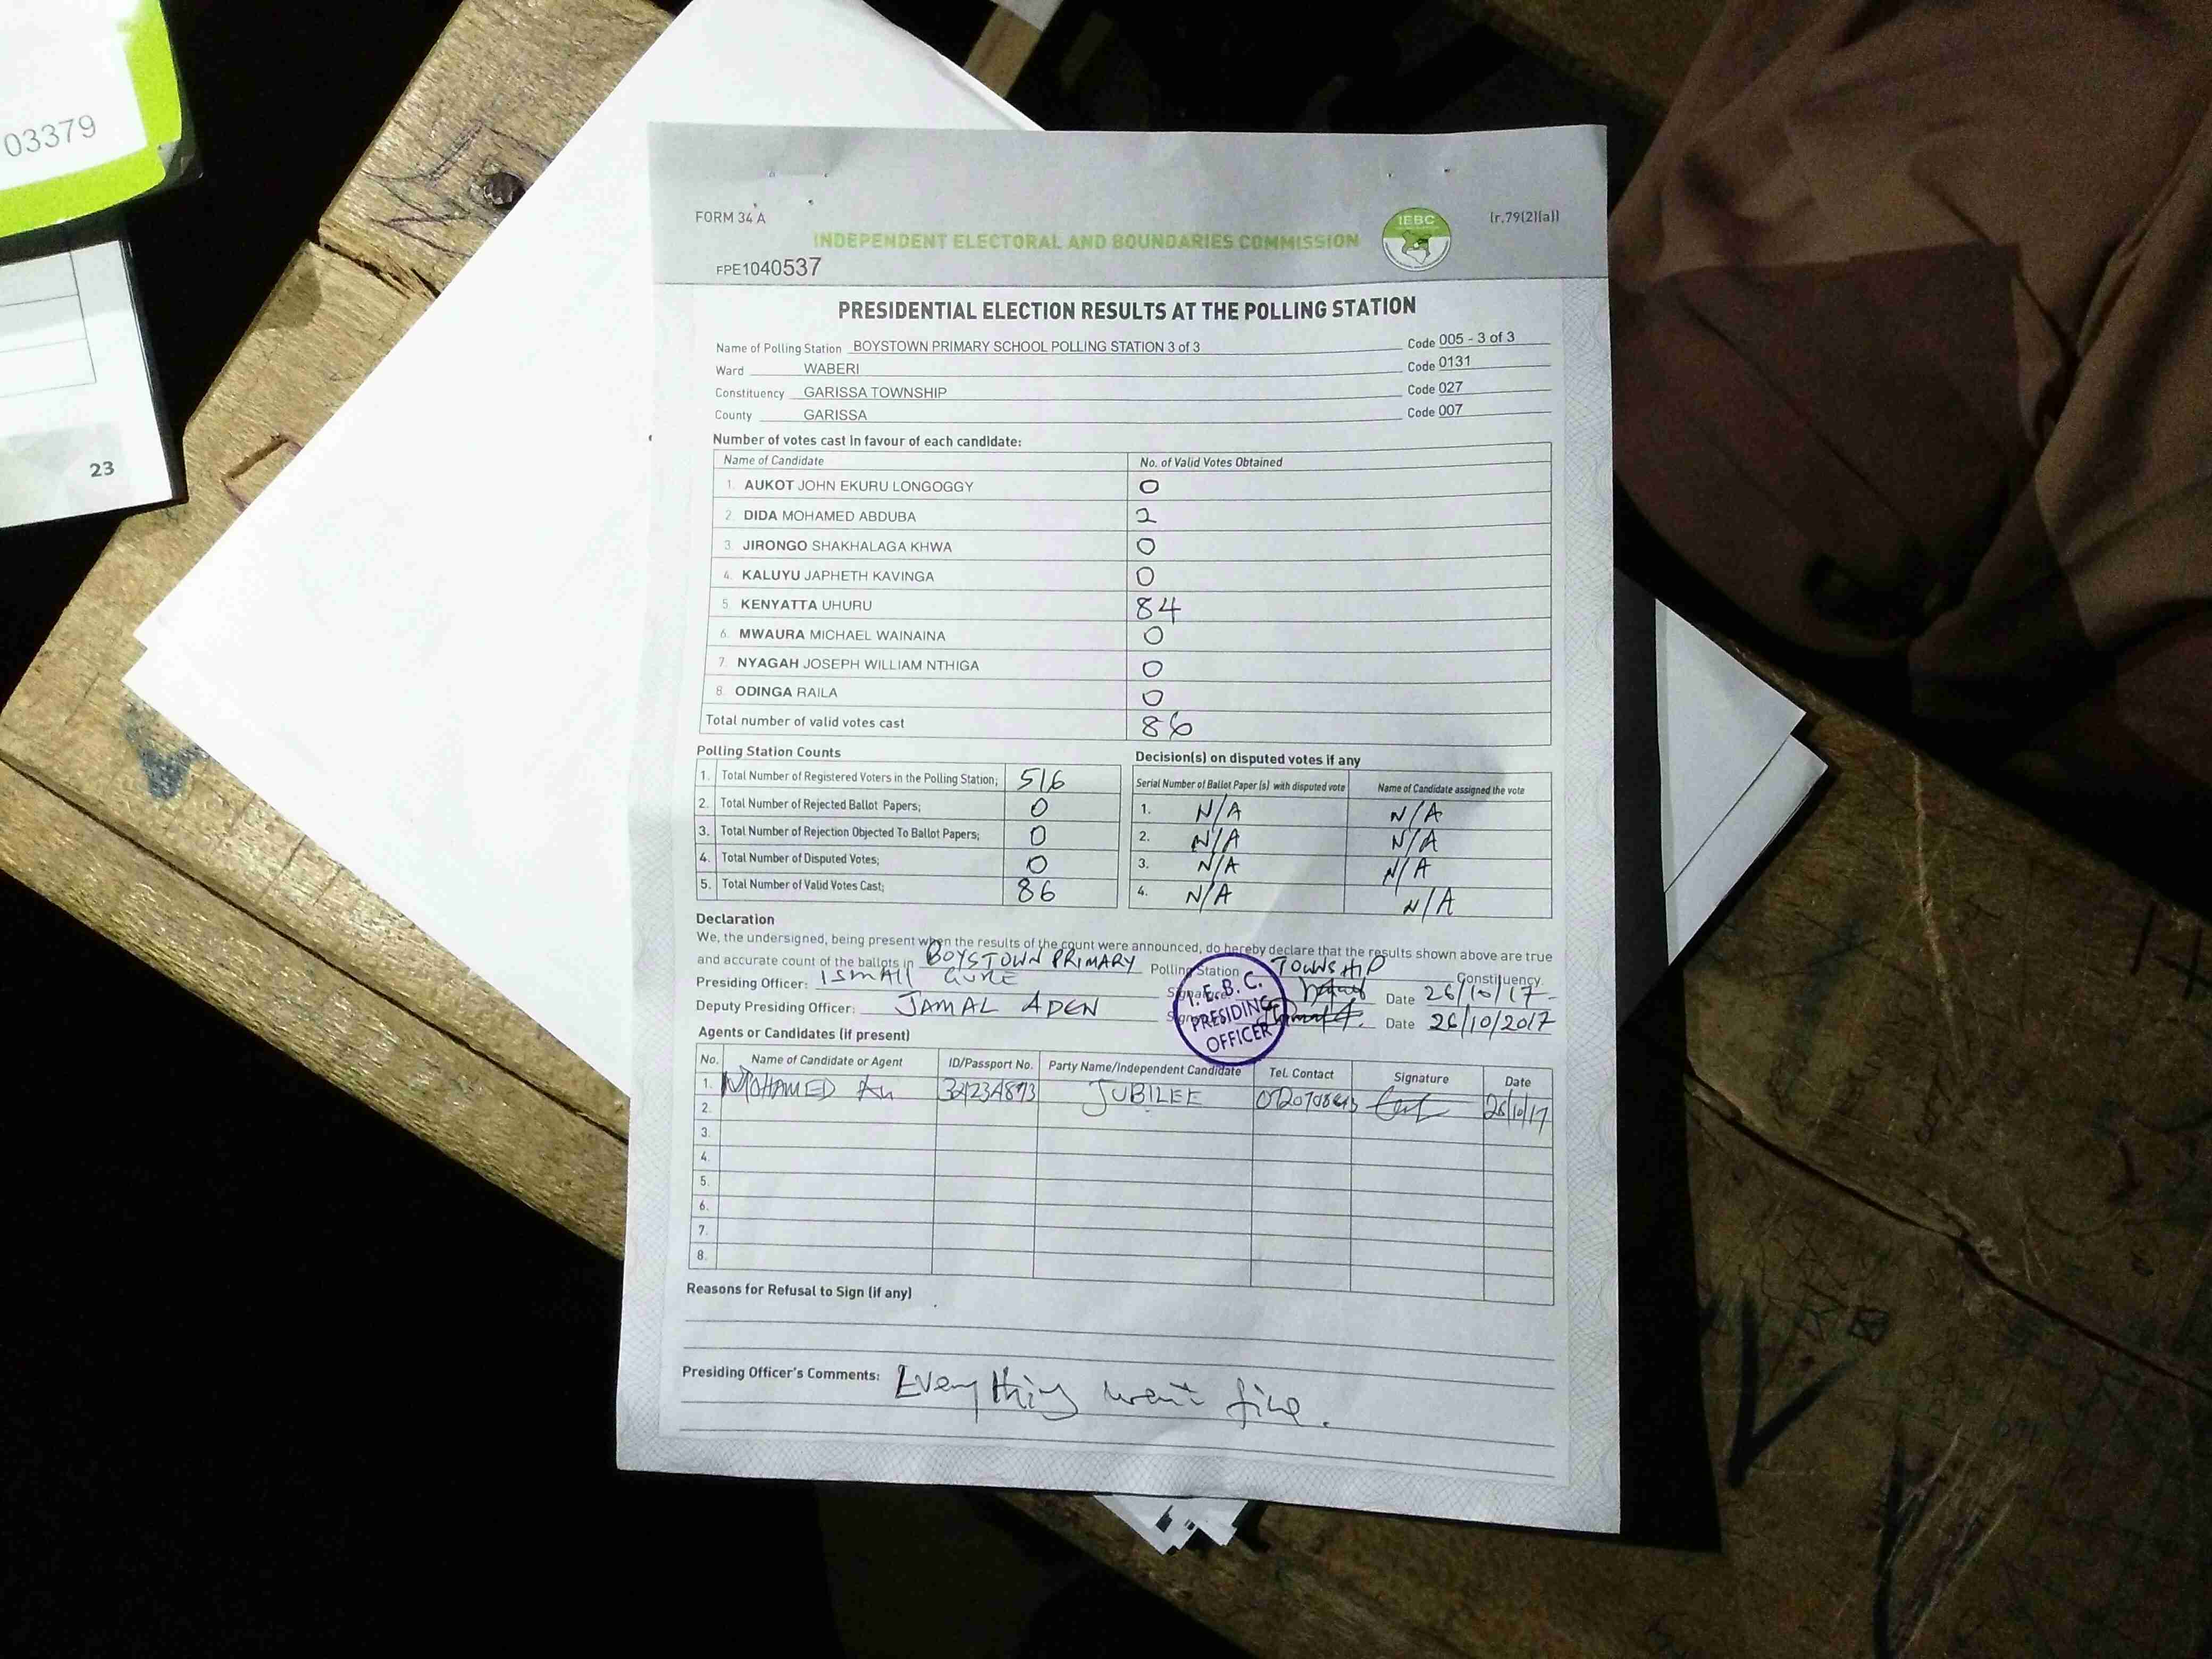 03379
23
FORM 34 A
(r.79(2)(a))
INDEPENDENT ELECTORAL AND BOUNDARIES COMMISSION
IEBC
FPE1040537
PRESIDENTIAL ELECTION RESULTS AT THE POLLING STATION
Name of Polling Station BOYSTOWN PRIMARY SCHOOL POLLING STATION 3 of 3 Code 005 - 3 of 3
Ward WABERI Code 0131
Constituency GARISSA TOWNSHIP Code 027
County GARISSA Code 007
Number of votes cast in favour of each candidate:
Name of Candidate No. of Valid Votes Obtained
1. AUKOT JOHN EKURU LONGOGGY 0
2. DIDA MOHAMED ABDUBA 2
3. JIRONGO SHAKHALAGA KHWA 0
4. KALUYU JAPHETH KAVINGA 0
5. KENYATTA UHURU 84
6. MWAURA MICHAEL WAINAINA 0
7. NYAGAH JOSEPH WILLIAM NTHIGA 0
8. ODINGA RAILA 0
Total number of valid votes cast 86
Polling Station Counts
1. Total Number of Registered Voters in the Polling Station; 516
2. Total Number of Rejected Ballot Papers; 0
3. Total Number of Rejection Objected To Ballot Papers; 0
4. Total Number of Disputed Votes; 0
5. Total Number of Valid Votes Cast; 86
Decision(s) on disputed votes if any
Serial Number of Ballot Paper (s) with disputed vote Name of Candidate assigned the vote
1. N/A N/A
2. N/A N/A
3. N/A N/A
4. N/A N/A
Declaration
We, the undersigned, being present when the results of the count were announced, do hereby declare that the results shown above are true
and accurate count of the ballots in BOYSTOWN PRIMARY Polling Station TOWNSHIP Constituency.
Presiding Officer: ISMAIL GURE Signature Date 26/10/17
Deputy Presiding Officer: JAMAL ADEN Date 26/10/2017
I.E.B.C.
PRESIDING
OFFICER
Agents or Candidates (if present)
No. Name of Candidate or Agent ID/Passport No. Party Name/Independent Candidate Tel. Contact Signature Date
1. MOHAMED JUBILEE 26/10/17
2.
3.
4.
5.
6.
7.
8.
Reasons for Refusal to Sign (if any)
Presiding Officer's Comments: Everything went fine.